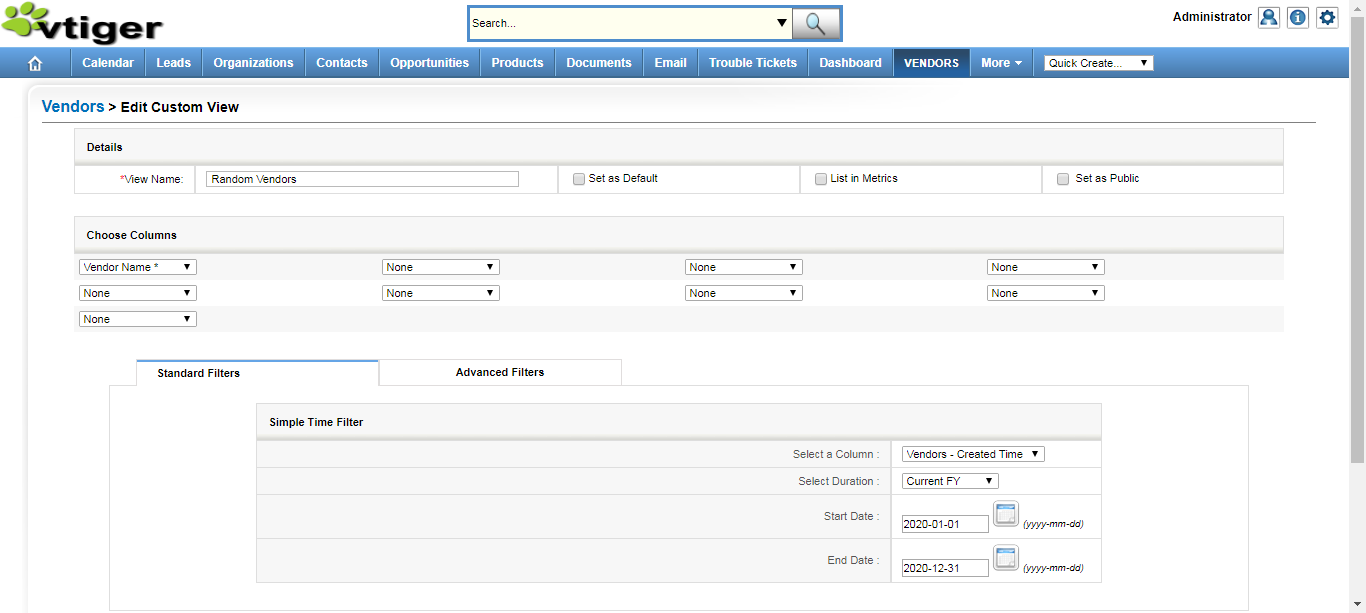 vtiger
Search...
Administrator
Calendar Leads Organizations Contacts Opportunities Products Documents Email Trouble Tickets Dashboard VENDORS More Quick Create...
Vendors > Edit Custom View
Details
*View Name: Random Vendors Set as Default List in Metrics Set as Public
Choose Columns
Vendor Name * None None None
None None None None
None
Standard Filters Advanced Filters
Simple Time Filter
Select a Column : Vendors - Created Time
Select Duration : Current FY
Start Date : 2020-01-01 (yyyy-mm-dd)
End Date : 2020-12-31 (yyyy-mm-dd)